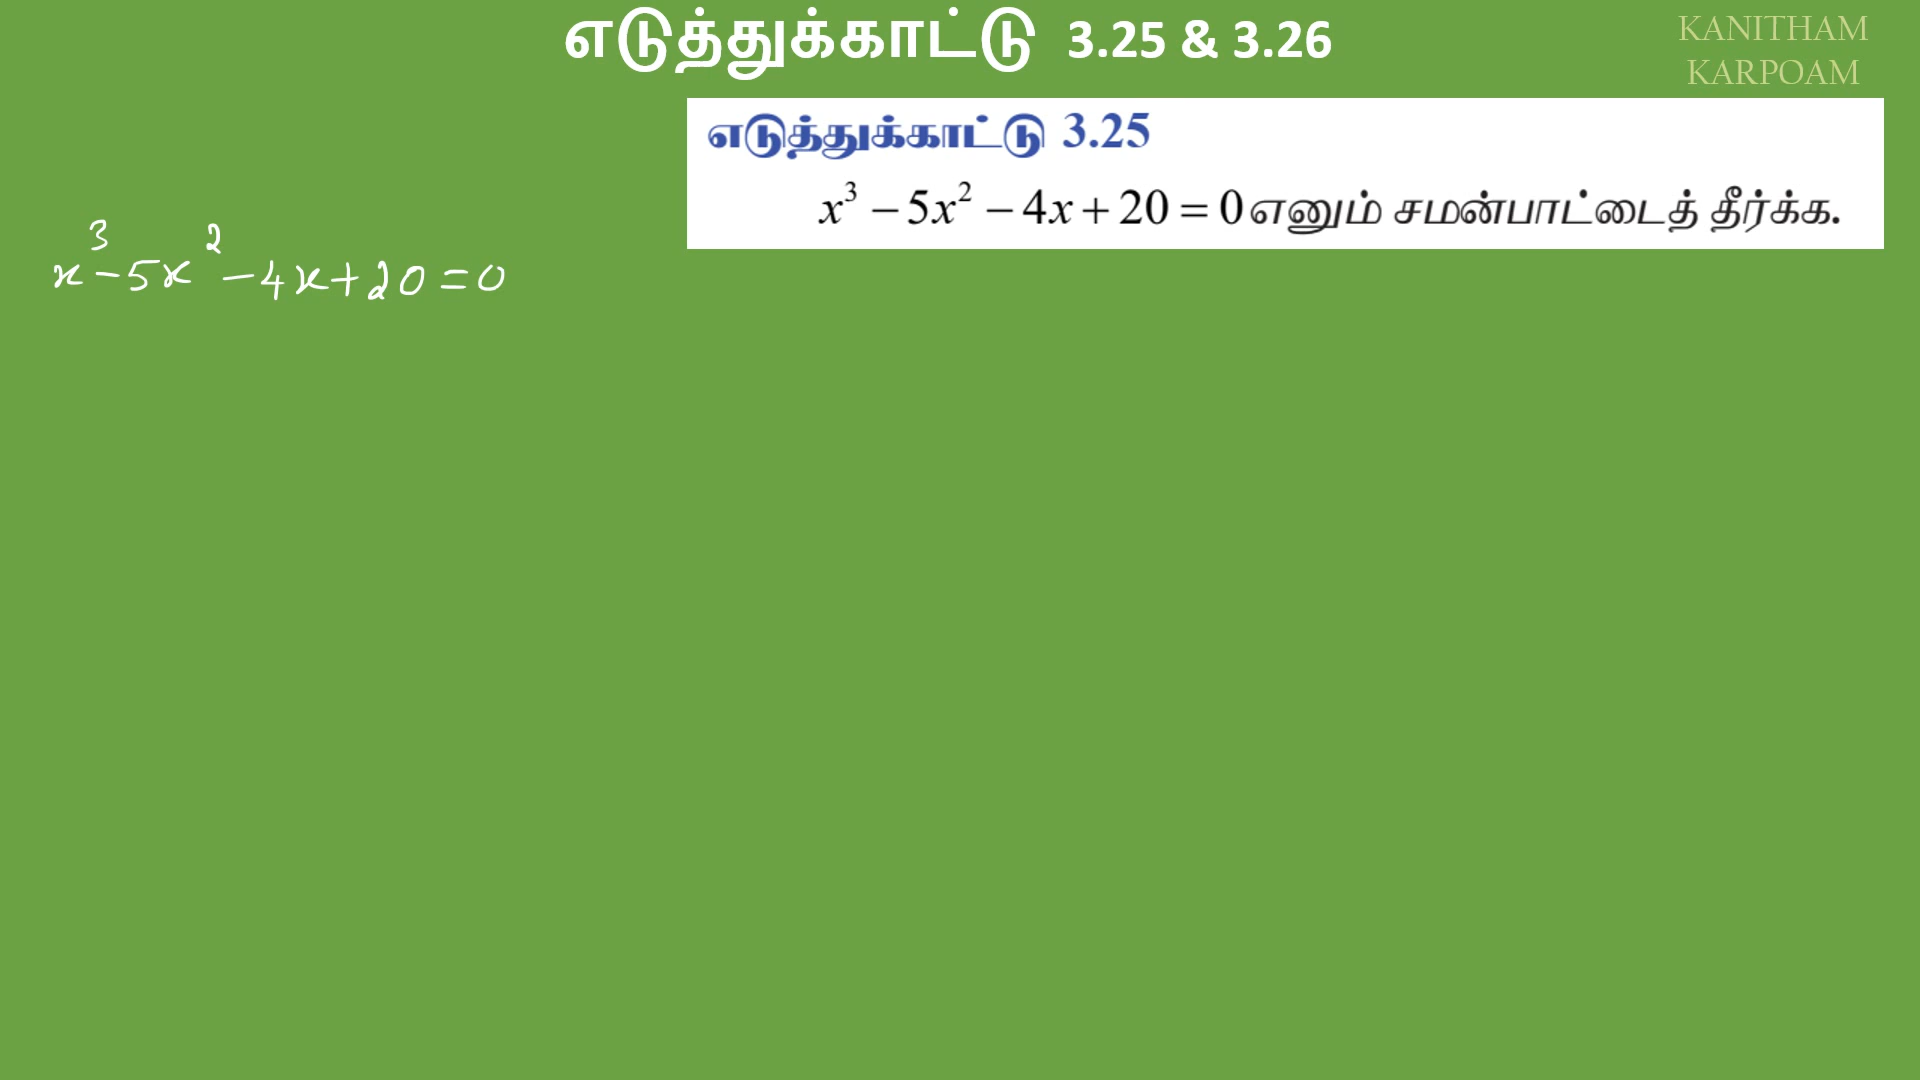 எடுத்துக்காட்டு 3.25 & 3.26
KANITHAM
KARPOAM
எடுத்துக்காட்டு 3.25
x³ − 5x² − 4x + 20 = 0 எனும் சமன்பாட்டைத் தீர்க்க.
x³ − 5x² − 4x + 20 = 0